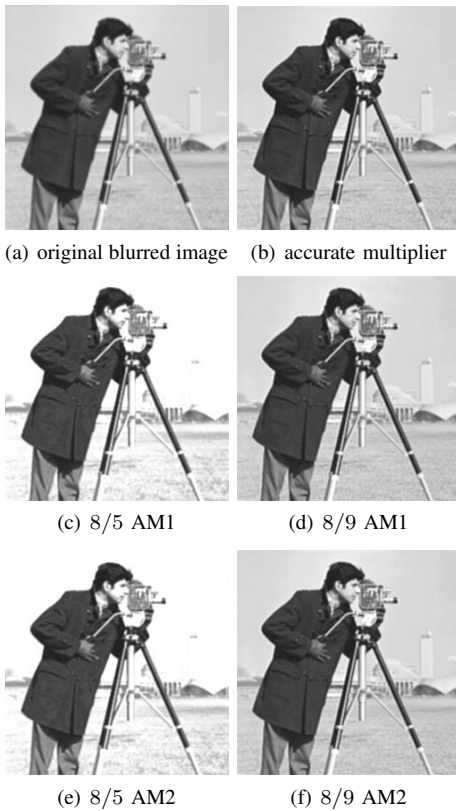 (a) original blurred image (b) accurate multiplier
(c) 8/5 AM1 (d) 8/9 AM1
(e) 8/5 AM2 (f) 8/9 AM2